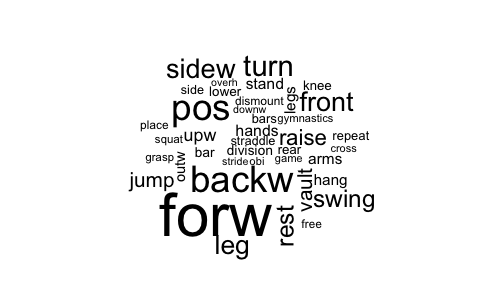 sidew turn
overh
side lower stand knee
pos dismount legs front
downw
place bars gymnastics
squat upw hands raise repeat
straddle
grasp outw bar division rear cross
stride obi game arms
jump backw vault hang
forw swing
rest free
leg